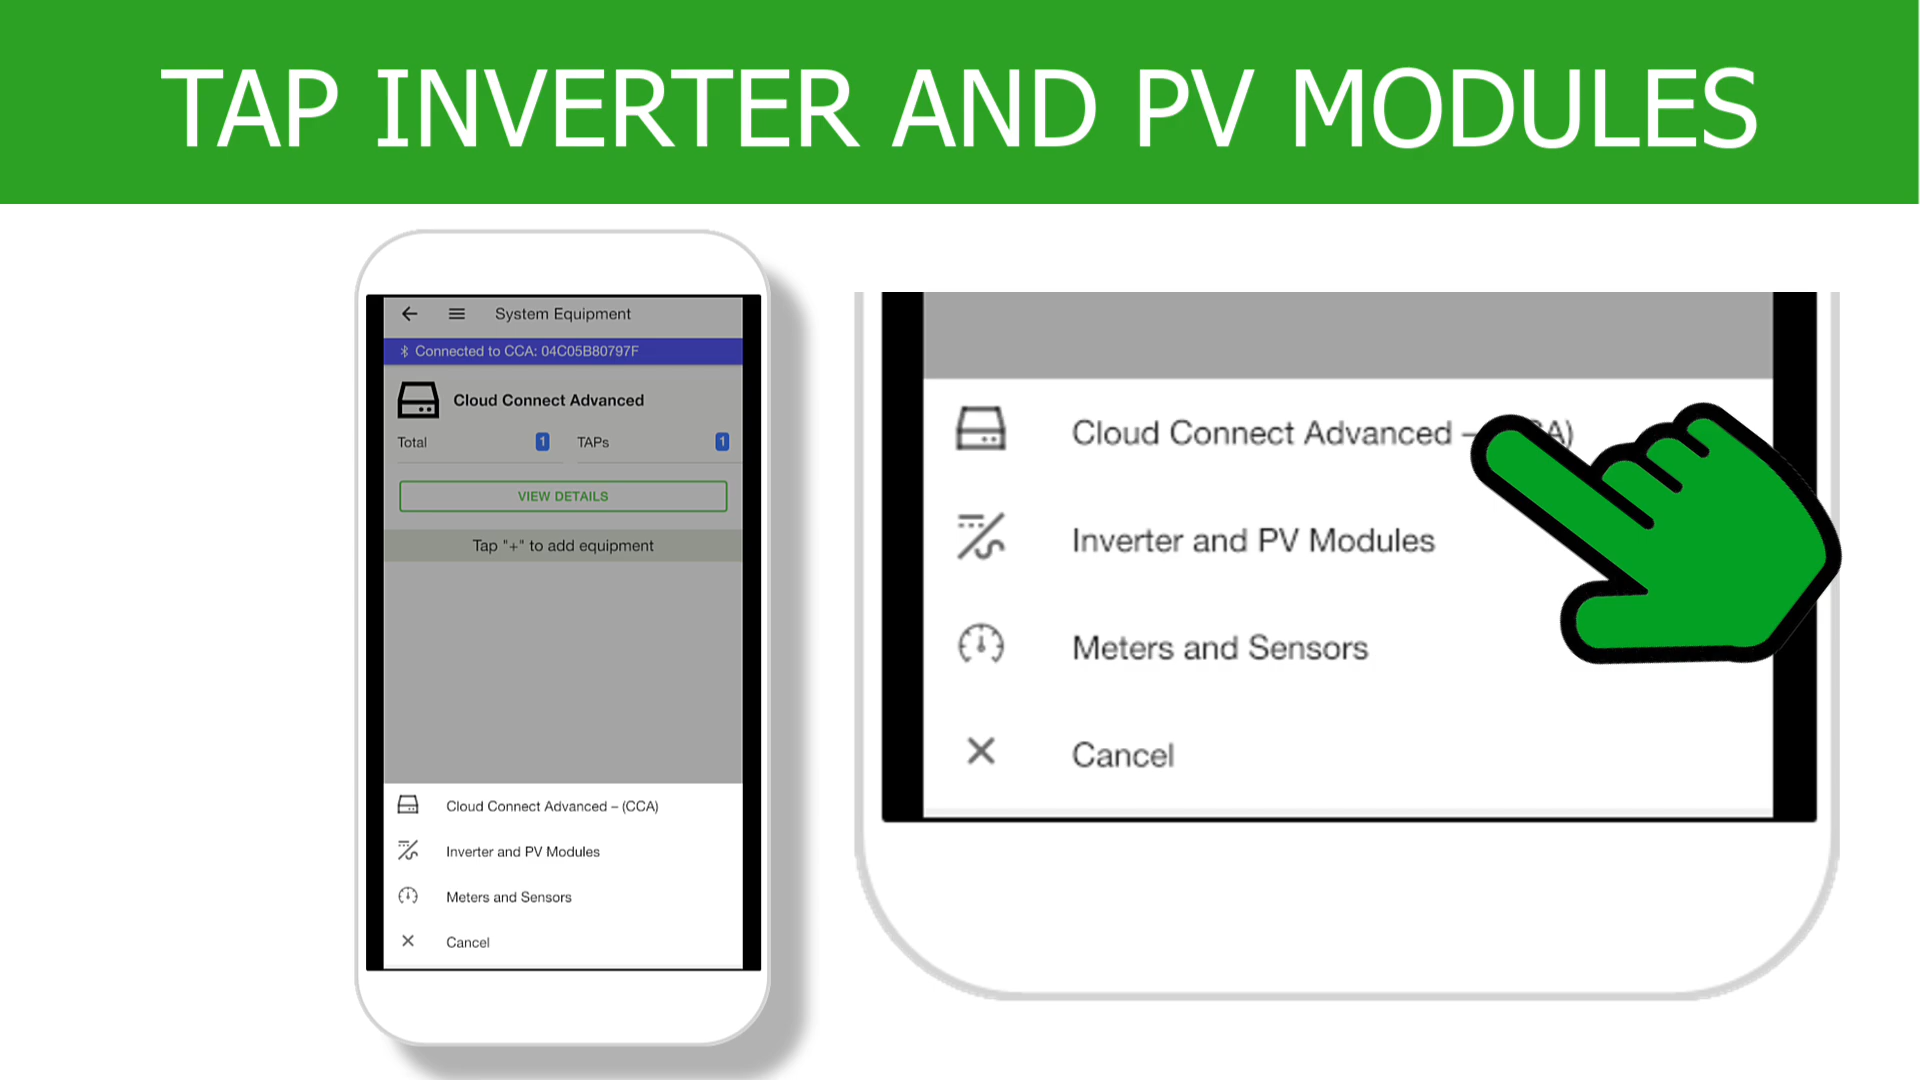 TAP INVERTER AND PV MODULES
System Equipment
Connected to CCA: 04C05B80797F
Cloud Connect Advanced
Total 1 TAPs 1
VIEW DETAILS
Tap "+" to add equipment
Cloud Connect Advanced – (CCA)
Inverter and PV Modules
Meters and Sensors
Cancel
Cloud Connect Advanced – A)
Inverter and PV Modules
Meters and Sensors
Cancel